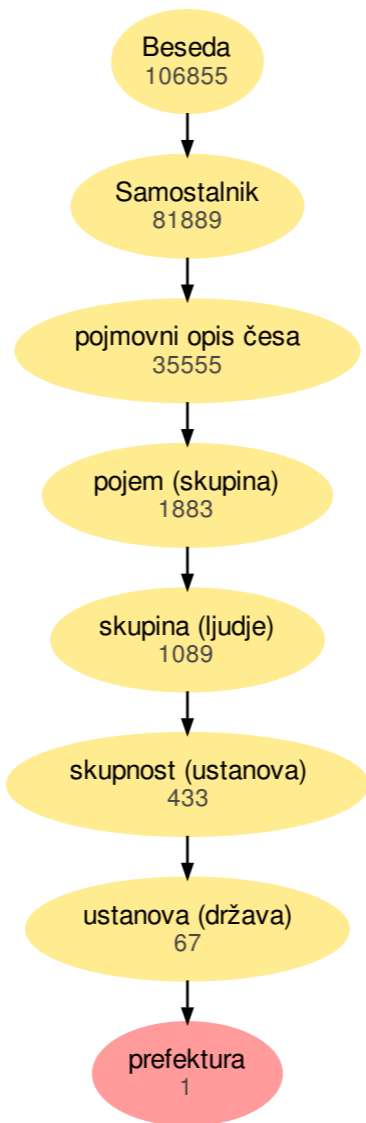 Beseda
106855
Samostalnik
81889
pojmovni opis česa
35555
pojem (skupina)
1883
skupina (ljudje)
1089
skupnost (ustanova)
433
ustanova (država)
67
prefektura
1